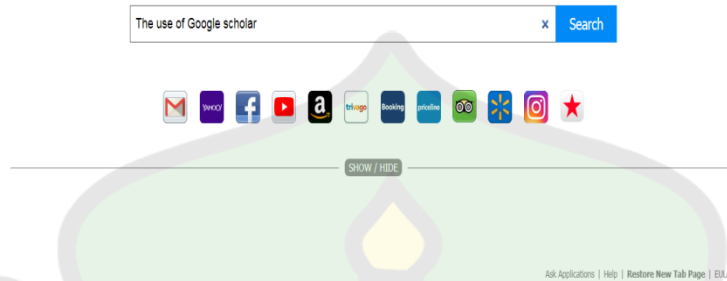 The use of Google scholar × Search
YAHOO! a trivago Booking priceline
SHOW / HIDE
Ask Applications | Help | Restore New Tab Page | EUL